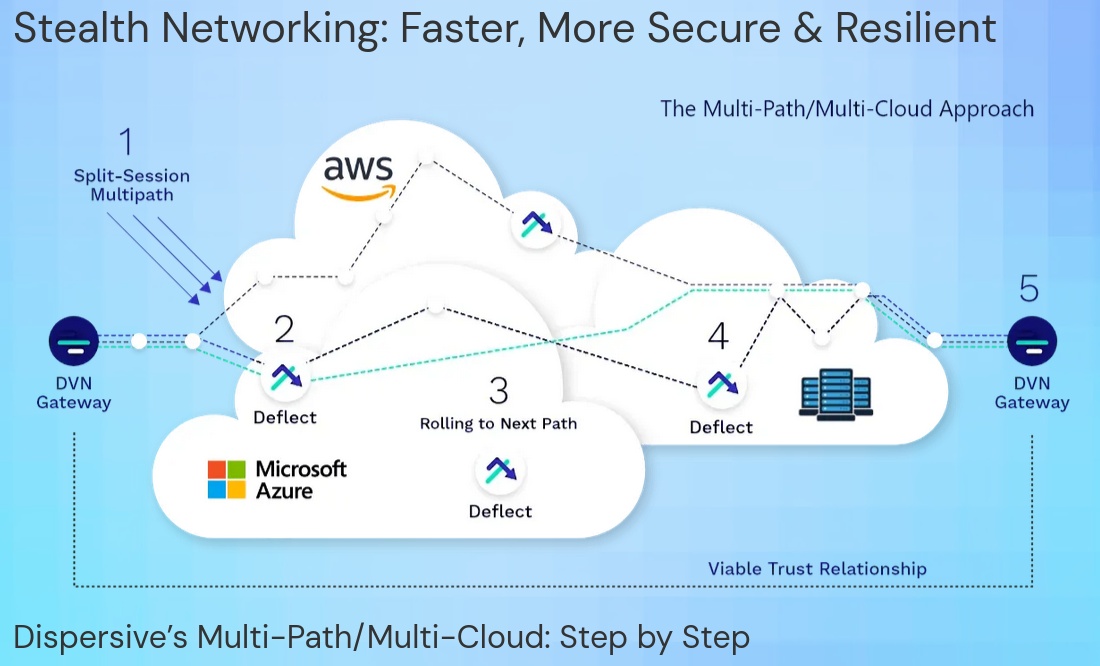 Stealth Networking: Faster, More Secure & Resilient
The Multi-Path/Multi-Cloud Approach
1
Split-Session
Multipath
aws
2
Deflect
3
Rolling to Next Path
Deflect
4
Deflect
5
DVN
Gateway
DVN
Gateway
Microsoft
Azure
Viable Trust Relationship
Dispersive’s Multi-Path/Multi-Cloud: Step by Step